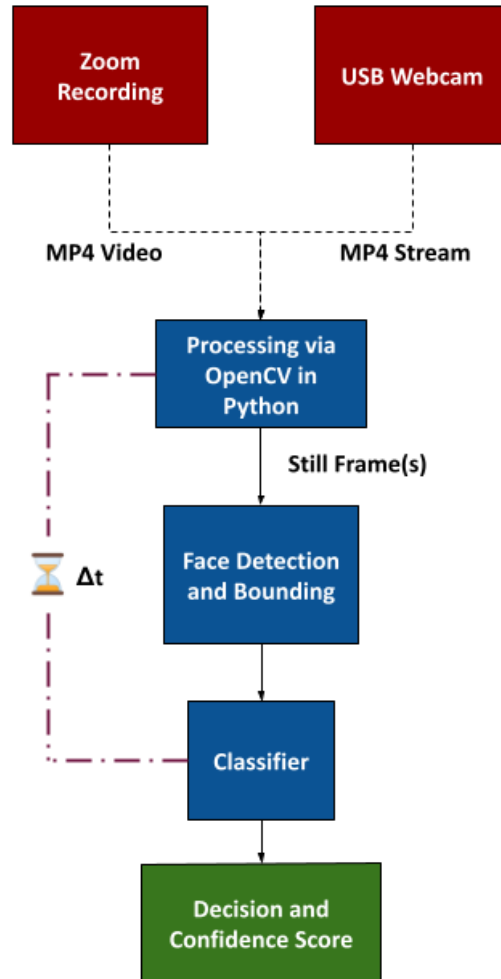 Zoom
Recording
USB Webcam
MP4 Video
MP4 Stream
Processing via
OpenCV in
Python
Still Frame(s)
Face Detection
and Bounding
Δt
Classifier
Decision and
Confidence Score